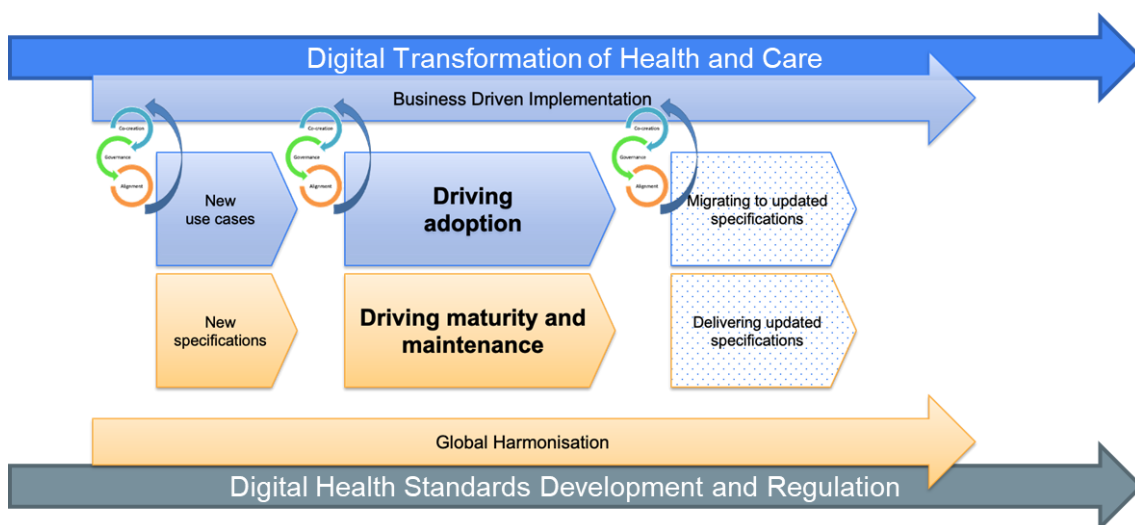 Digital Transformation of Health and Care
Business Driven Implementation
Co-creation
Governance
Alignment
Co-creation
Governance
Alignment
Co-creation
Governance
Alignment
New
use cases
Driving
adoption
Migrating to updated
specifications
New
specifications
Driving maturity and
maintenance
Delivering updated
specifications
Global Harmonisation
Digital Health Standards Development and Regulation